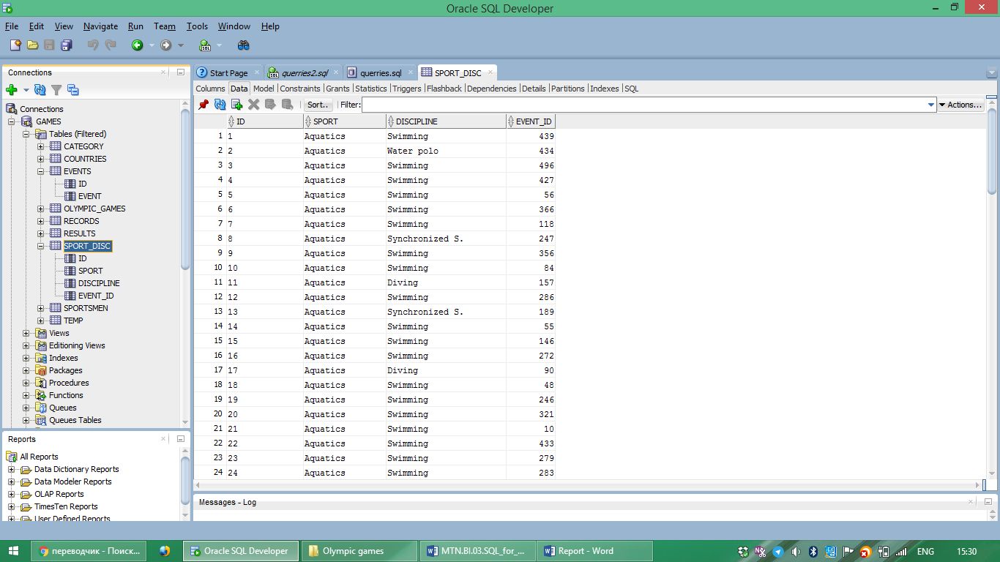 Oracle SQL Developer
File Edit View Navigate Run Team Tools Window Help
Connections
Connections
GAMES
Tables (Filtered)
CATEGORY
COUNTRIES
EVENTS
ID
EVENT
OLYMPIC_GAMES
RECORDS
RESULTS
SPORT_DISC
ID
SPORT
DISCIPLINE
EVENT_ID
SPORTSMEN
TEMP
Views
Editioning Views
Indexes
Packages
Procedures
Functions
Queues
Queues Tables
Reports
All Reports
Data Dictionary Reports
Data Modeler Reports
OLAP Reports
TimesTen Reports
User Defined Reports
Start Page querries2.sql querries.sql SPORT_DISC
Columns Data Model Constraints Grants Statistics Triggers Flashback Dependencies Details Partitions Indexes SQL
Sort.. Filter: Actions...
ID SPORT DISCIPLINE EVENT_ID
1 1 Aquatics Swimming 439
2 2 Aquatics Water polo 434
3 3 Aquatics Swimming 496
4 4 Aquatics Swimming 427
5 5 Aquatics Swimming 56
6 6 Aquatics Swimming 366
7 7 Aquatics Swimming 118
8 8 Aquatics Synchronized S. 247
9 9 Aquatics Swimming 356
10 10 Aquatics Swimming 84
11 11 Aquatics Diving 157
12 12 Aquatics Swimming 286
13 13 Aquatics Synchronized S. 189
14 14 Aquatics Swimming 55
15 15 Aquatics Swimming 146
16 16 Aquatics Swimming 272
17 17 Aquatics Diving 90
18 18 Aquatics Swimming 48
19 19 Aquatics Swimming 246
20 20 Aquatics Swimming 321
21 21 Aquatics Swimming 10
22 22 Aquatics Swimming 433
23 23 Aquatics Swimming 279
24 24 Aquatics Swimming 283
Messages - Log
переводчик - Поиск... Oracle SQL Developer Olympic games MTN.BI.03.SQL_for_... Report - Word ENG 15:30